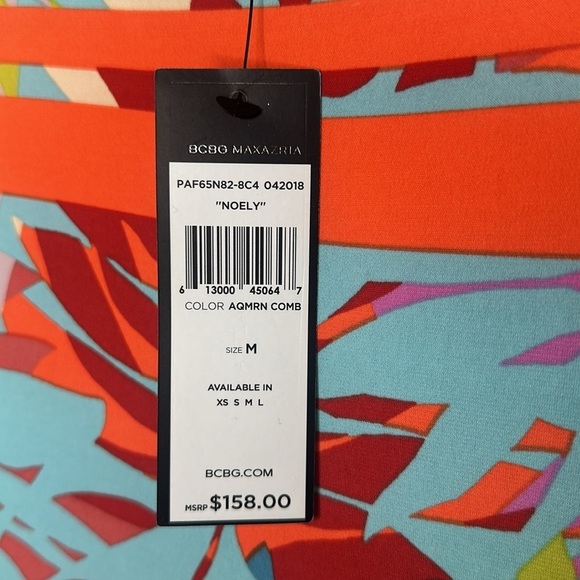 BCBG MAXAZRIA
PAF65N82-8C4 042018
"NOELY"
6 13000 45064 7
COLOR AQMRN COMB
SIZE M
AVAILABLE IN
XS S M L
BCBG.COM
MSRP $158.00